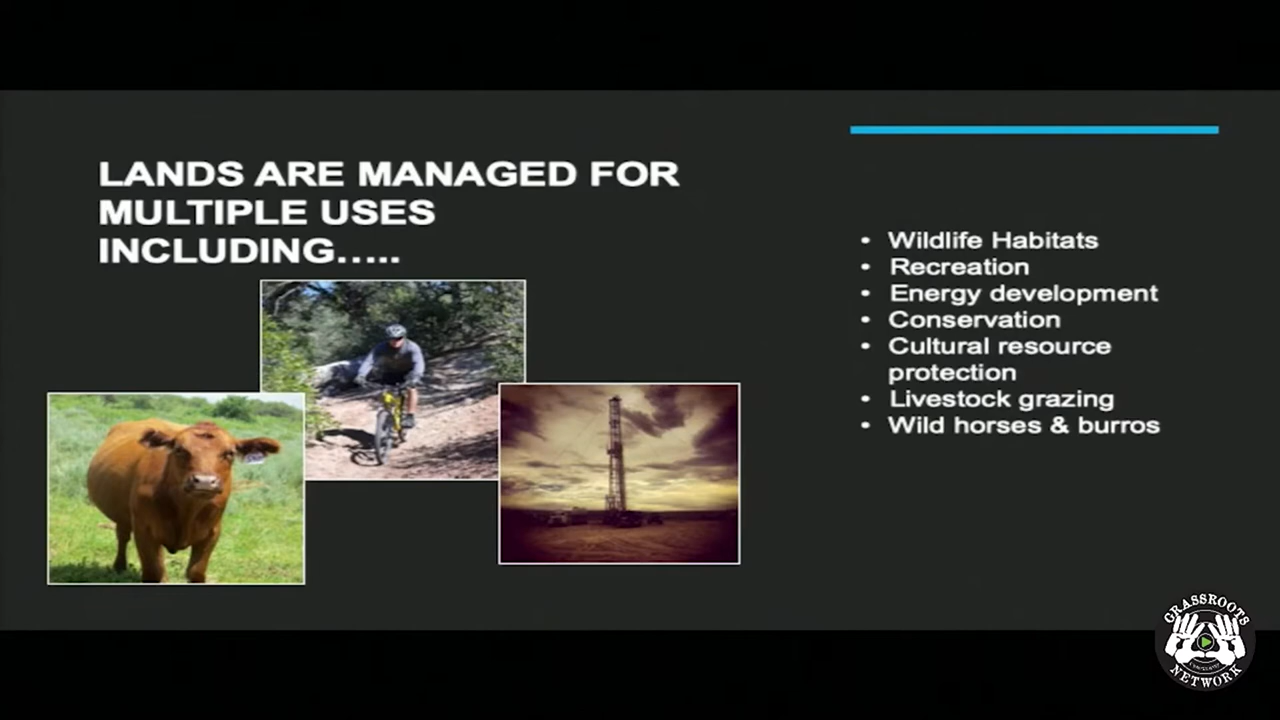 LANDS ARE MANAGED FOR
MULTIPLE USES
INCLUDING.....
• Wildlife Habitats
• Recreation
• Energy development
• Conservation
• Cultural resource
protection
• Livestock grazing
• Wild horses & burros
GRASSROOTS
NETWORK